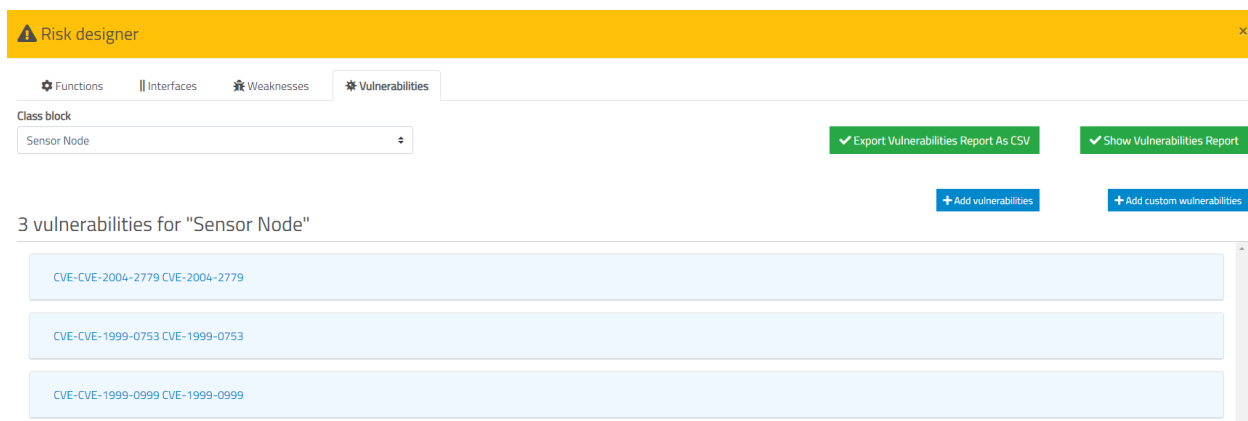 Risk designer
×
Functions Interfaces Weaknesses Vulnerabilities
Class block
Sensor Node
Export Vulnerabilities Report As CSV Show Vulnerabilities Report
Add vulnerabilities Add custom wulnerabilities
3 vulnerabilities for "Sensor Node"
CVE-CVE-2004-2779 CVE-2004-2779
CVE-CVE-1999-0753 CVE-1999-0753
CVE-CVE-1999-0999 CVE-1999-0999